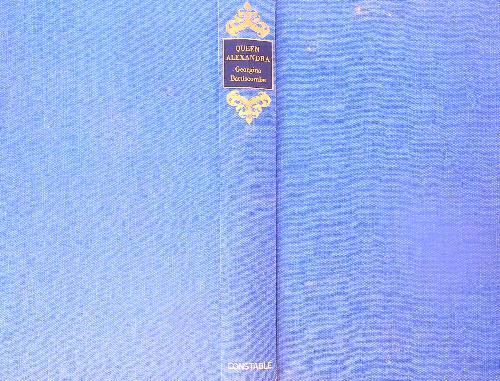 QUEEN
ALEXANDRA
Georgina
Battiscombe
CONSTABLE